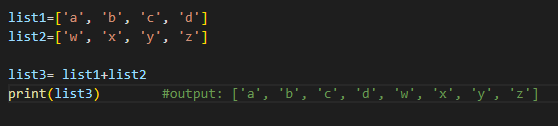 list1=['a', 'b', 'c', 'd']
list2=['w', 'x', 'y', 'z']
list3= list1+list2
print(list3)        #output: ['a', 'b', 'c', 'd', 'w', 'x', 'y', 'z']